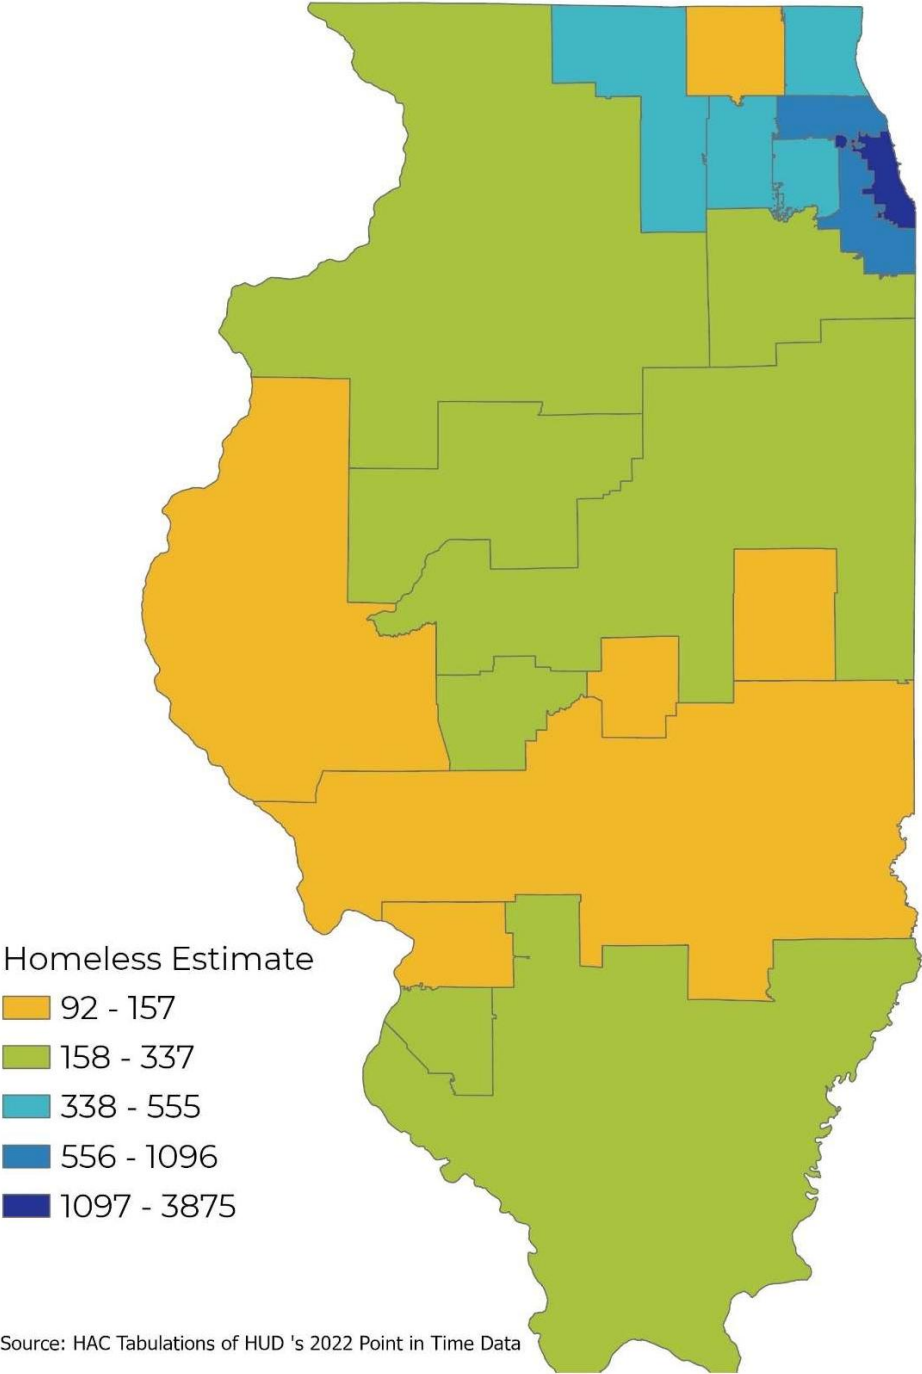 Homeless Estimate
92 - 157
158 - 337
338 - 555
556 - 1096
1097 - 3875
Source: HAC Tabulations of HUD 's 2022 Point in Time Data